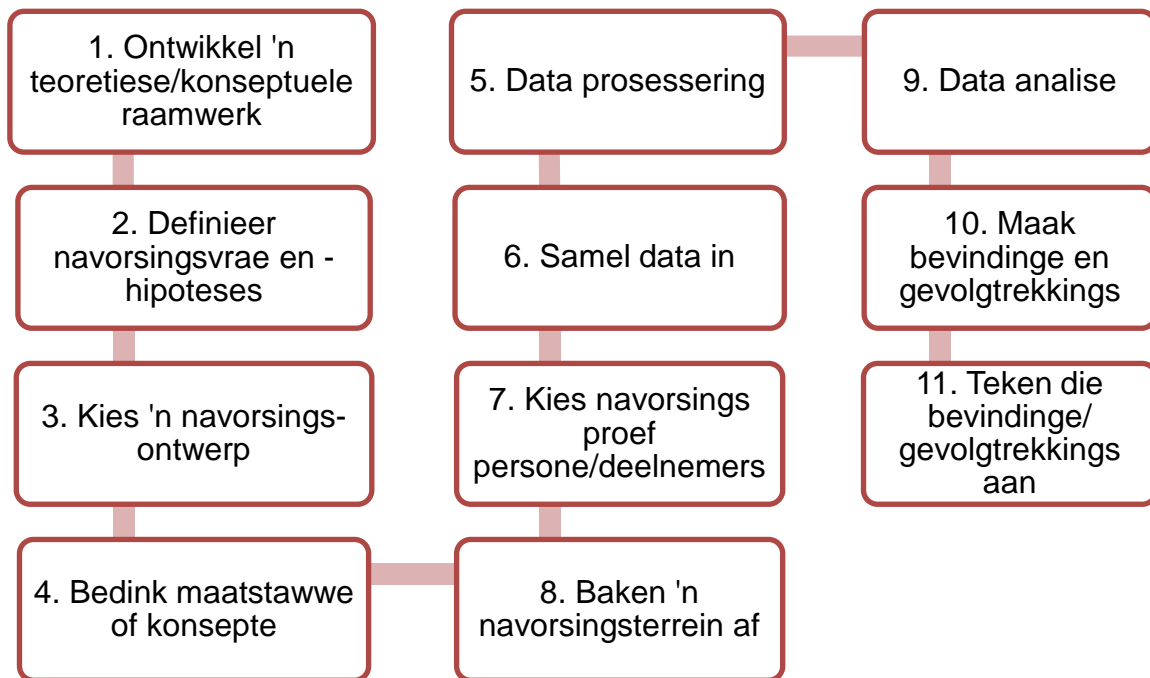 1. Ontwikkel 'n
teoretiese/konseptuele
raamwerk
2. Definieer
navorsingsvrae en -
hipoteses
3. Kies 'n navorsings-
ontwerp
4. Bedink maatstawwe
of konsepte
5. Data prosessering
6. Samel data in
7. Kies navorsings
proef
persone/deelnemers
8. Baken 'n
navorsingsterrein af
9. Data analise
10. Maak
bevindinge en
gevolgtrekkings
11. Teken die
bevindinge/
gevolgtrekkings
aan